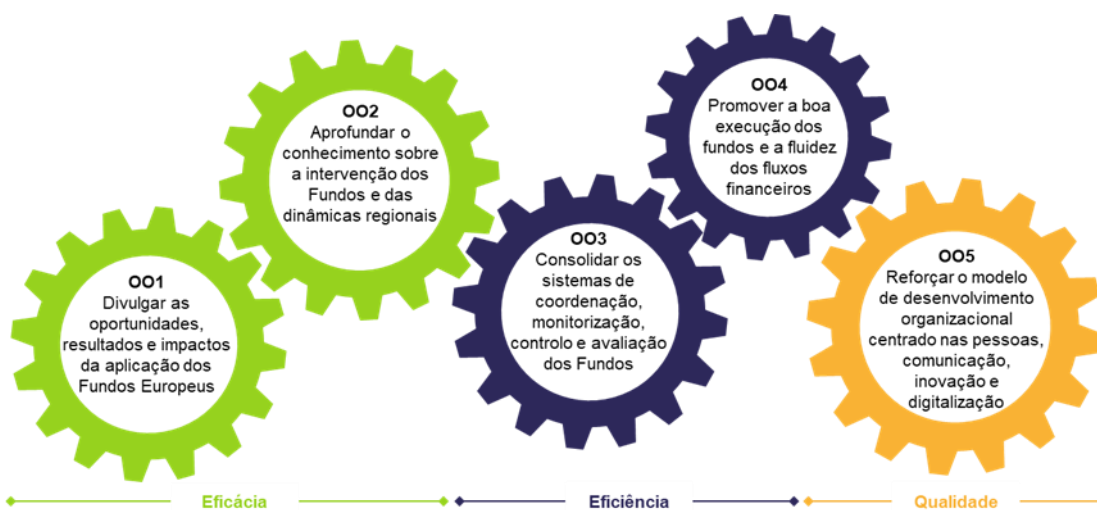 OO1
Divulgar as
oportunidades,
resultados e impactos
da aplicação dos
Fundos Europeus
OO2
Aprofundar o
conhecimento sobre
a intervenção dos
Fundos e das
dinâmicas regionais
OO3
Consolidar os
sistemas de
coordenação,
monitorização,
controlo e avaliação
dos Fundos
OO4
Promover a boa
execução dos
fundos e a fluidez
dos fluxos
financeiros
OO5
Reforçar o modelo
de desenvolvimento
organizacional
centrado nas pessoas,
comunicação,
inovação e
digitalização
Eficácia
Eficiência
Qualidade